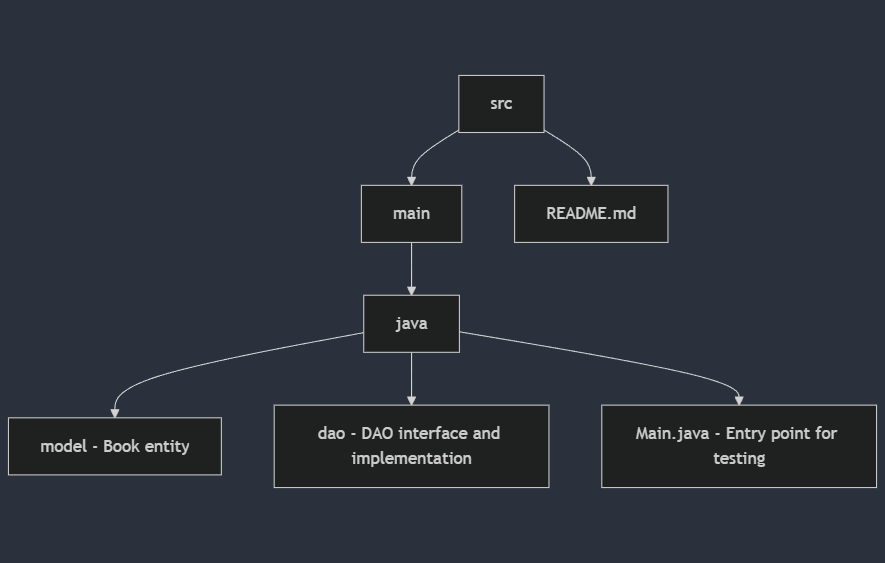 src
main
README.md
java
model - Book entity
dao - DAO interface and
implementation
Main.java - Entry point for
testing